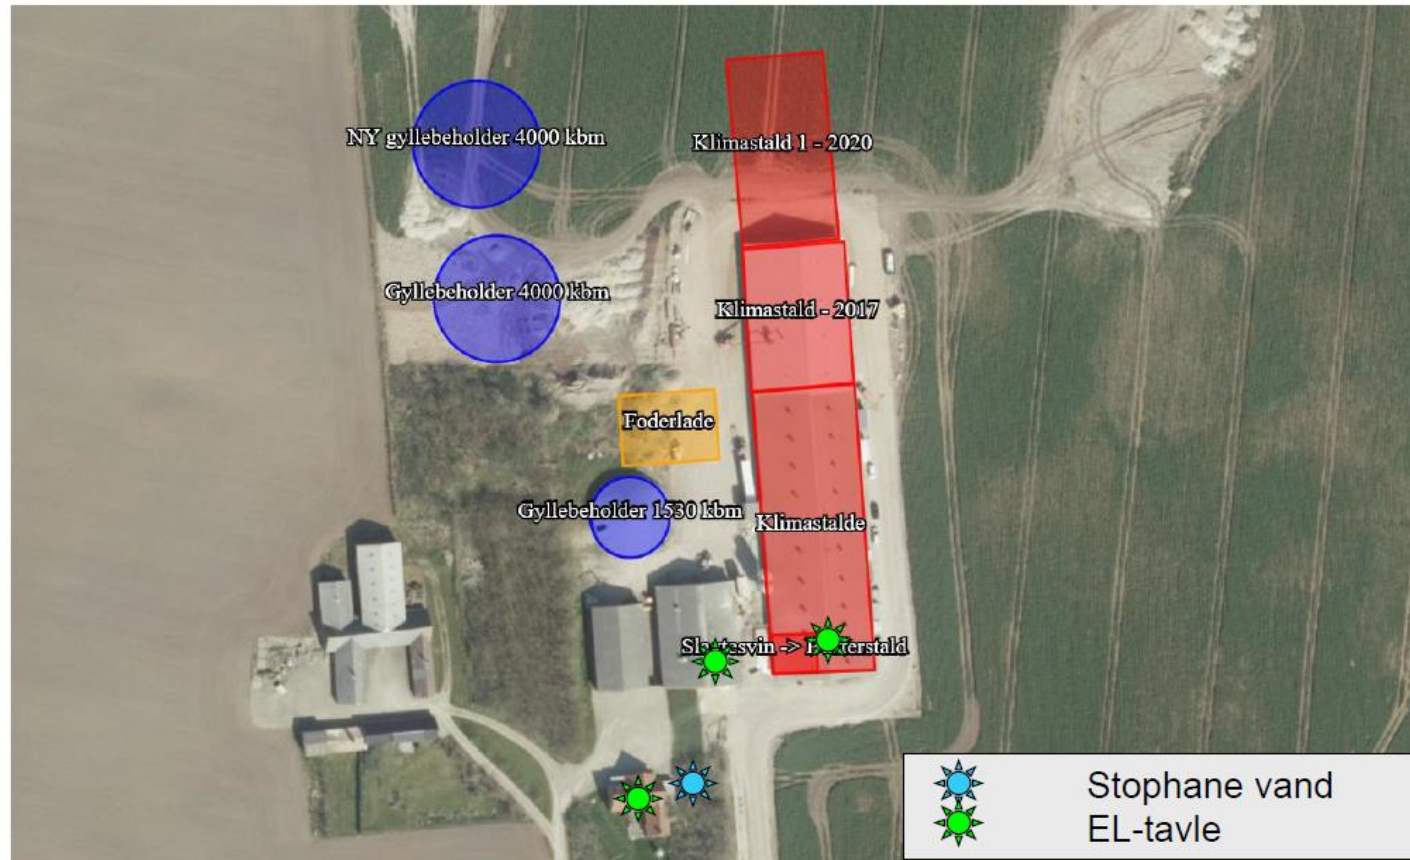 NY gyllebeholder 4000 kbm
Klimastald 1 - 2020
Gyllebeholder 4000 kbm
Klimastald - 2017
Foderlade
Gyllebeholder 1530 kbm
Klimastalde
->
Stophane vand
EL-tavle